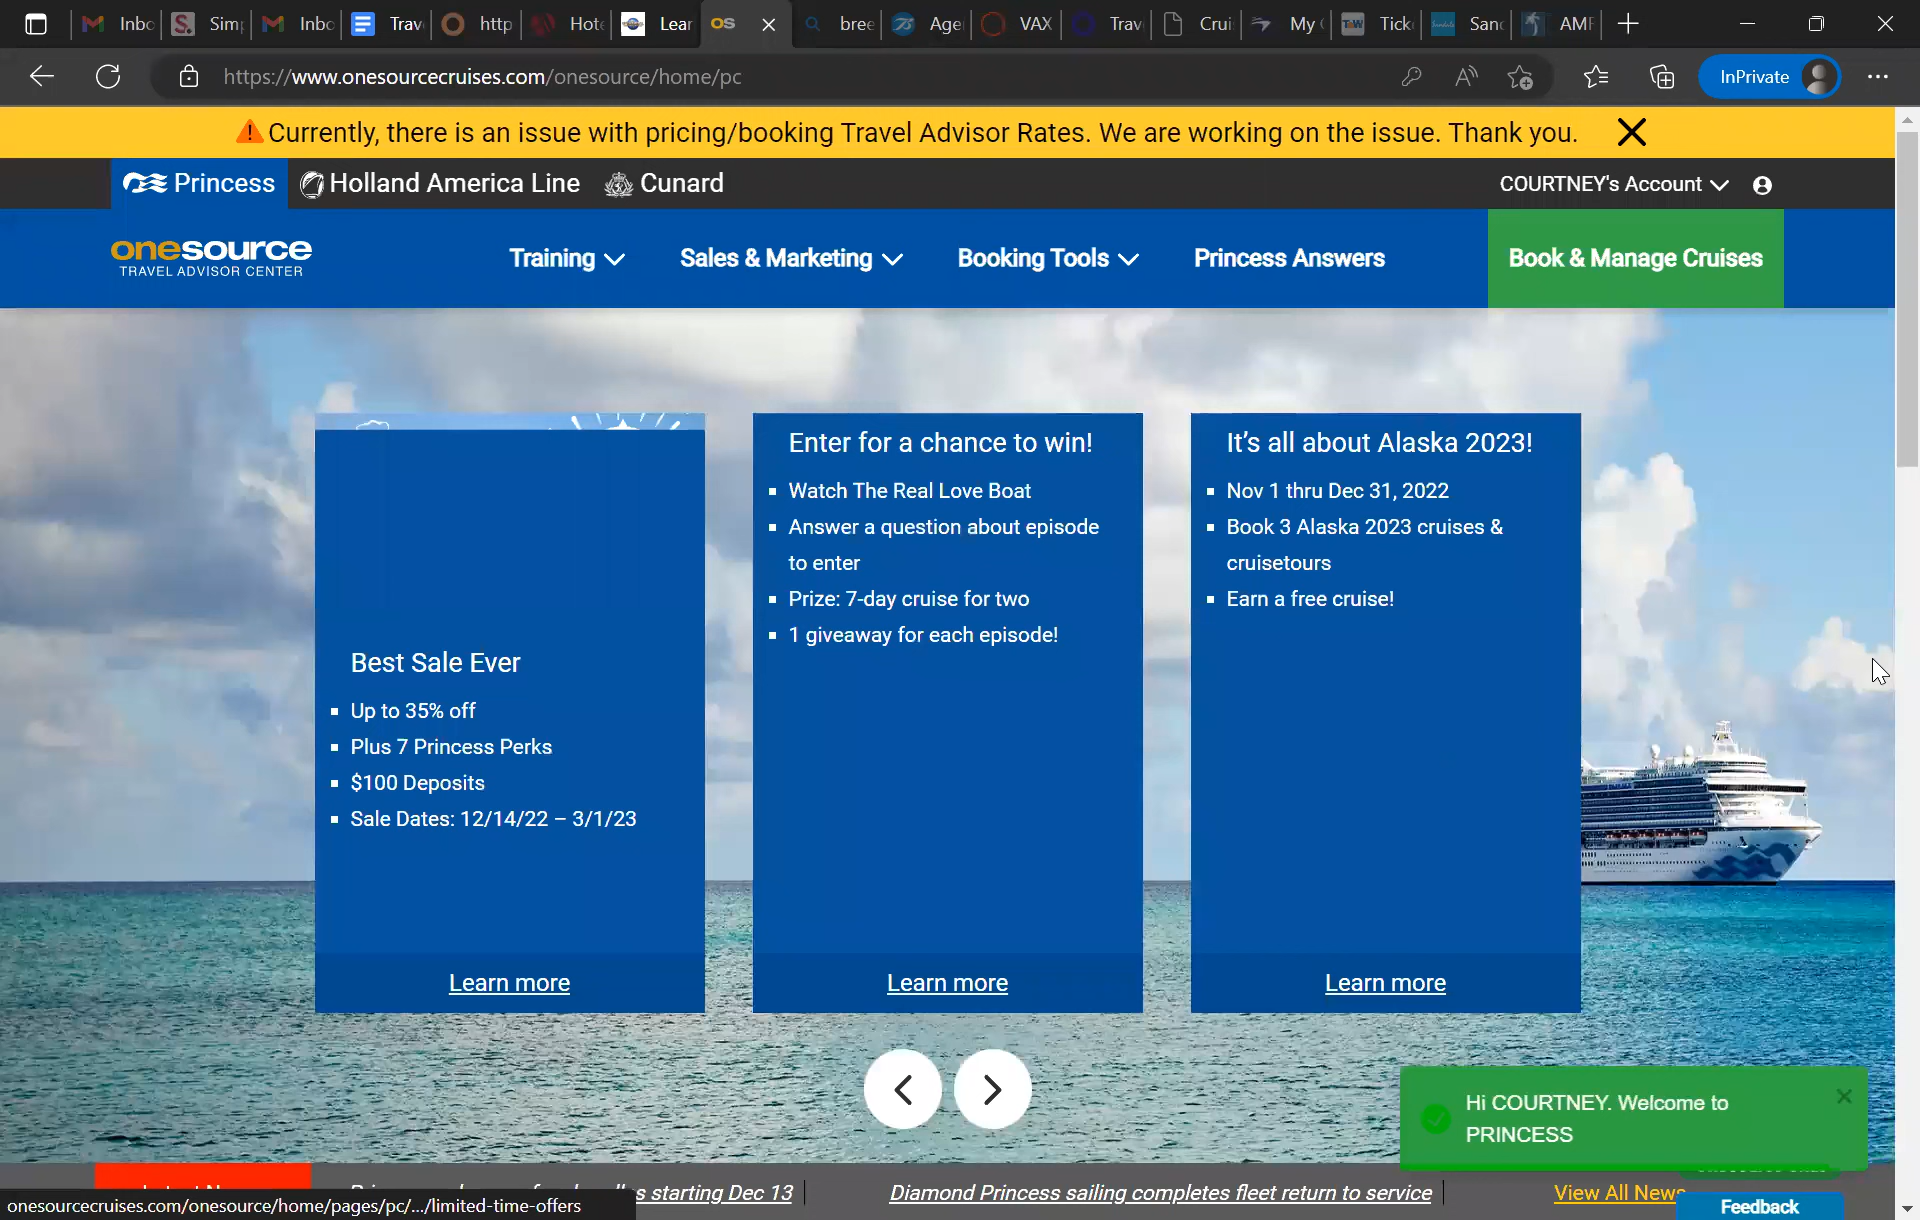 Inbo
Sim
Inbo
Trav
http
Hote
Lear
OS
bree
Age
VAX
Trav
Crui
My
Tick
Sand
AMF
https://www.onesourcecruises.com/onesource/home/pc
InPrivate
Currently, there is an issue with pricing/booking Travel Advisor Rates. We are working on the issue. Thank you.
Princess
Holland America Line
Cunard
COURTNEY's Account
onesource
TRAVEL ADVISOR CENTER
Training
Sales & Marketing
Booking Tools
Princess Answers
Book & Manage Cruises
Best Sale Ever
Up to 35% off
Plus 7 Princess Perks
$100 Deposits
Sale Dates: 12/14/22 – 3/1/23
Learn more
Enter for a chance to win!
Watch The Real Love Boat
Answer a question about episode
to enter
Prize: 7-day cruise for two
1 giveaway for each episode!
Learn more
It's all about Alaska 2023!
Nov 1 thru Dec 31, 2022
Book 3 Alaska 2023 cruises &
cruisetours
Earn a free cruise!
Learn more
Hi COURTNEY. Welcome to
PRINCESS
starting Dec 13
Diamond Princess sailing completes fleet return to service
View All News
onesourcecruises.com/onesource/home/pages/pc/.../limited-time-offers
Feedback